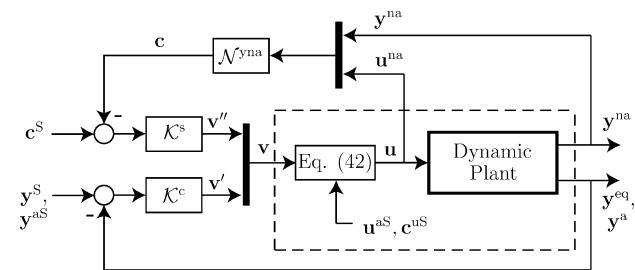 y^na
c
𝒩^yna
u^na
c^S
-
𝒦^s
v''
v
Eq. (42)
u
Dynamic
Plant
y^na
y^S,
y^aS
-
𝒦^c
v'
u^aS, c^uS
y^eq,
y^a